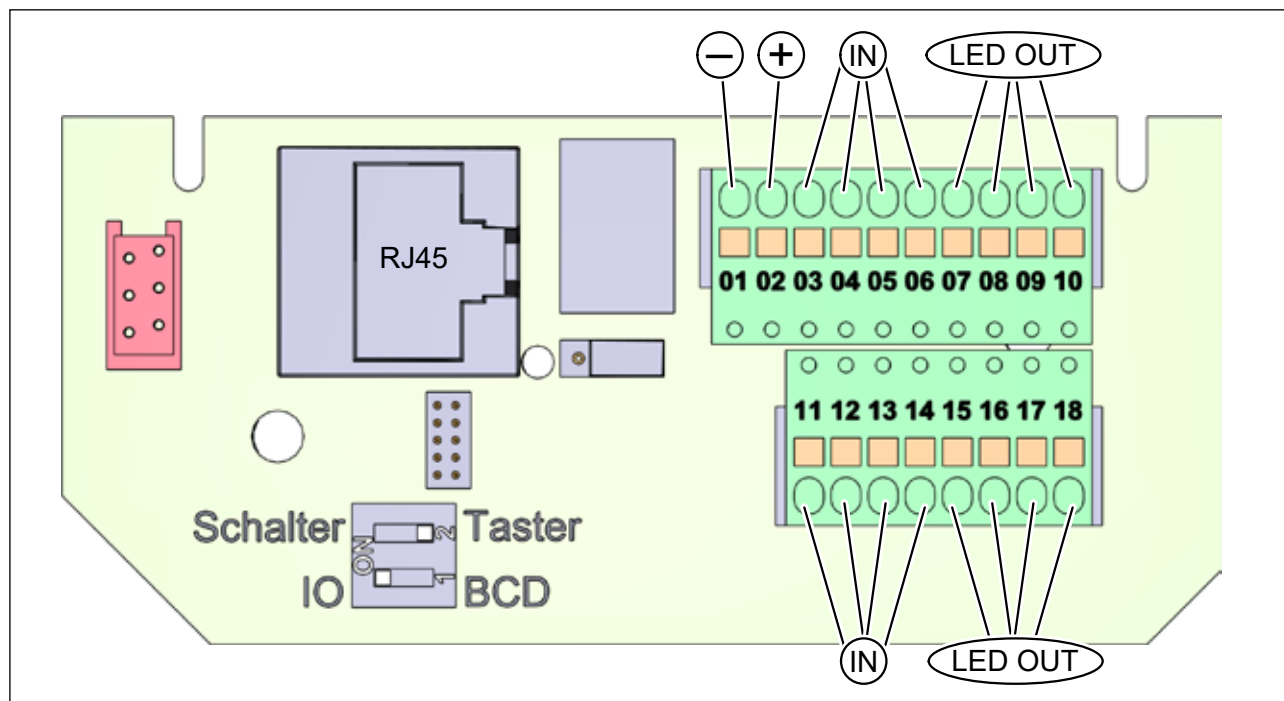 − + IN LED OUT
RJ45
01 02 03 04 05 06 07 08 09 10
11 12 13 14 15 16 17 18
Schalter ON 2 Taster
IO 1 BCD
IN LED OUT